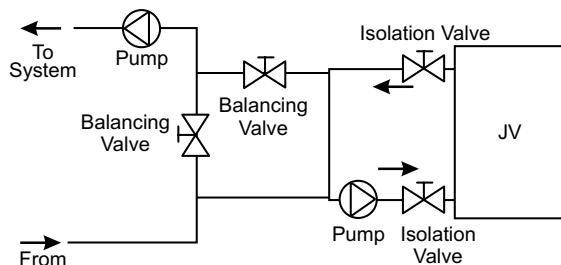 To
System
Pump
Isolation Valve
Balancing
Valve
Balancing
Valve
JV
Pump
Isolation
Valve
From